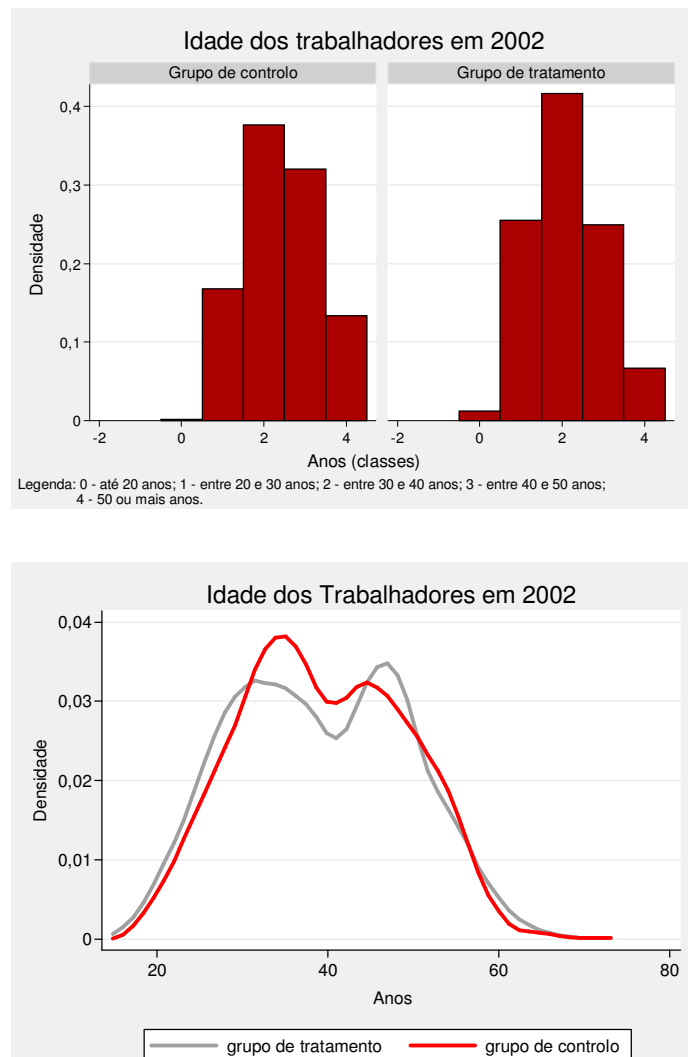 Idade dos trabalhadores em 2002
Grupo de controlo Grupo de tratamento
Densidade
0,4
0,3
0,2
0,1
0
-2 0 2 4 -2 0 2 4
Anos (classes)
Legenda: 0 - até 20 anos; 1 - entre 20 e 30 anos; 2 - entre 30 e 40 anos; 3 - entre 40 e 50 anos;
4 - 50 ou mais anos.
Idade dos Trabalhadores em 2002
Densidade
0,04
0,03
0,02
0,01
0
20 40 60 80
Anos
grupo de tratamento grupo de controlo